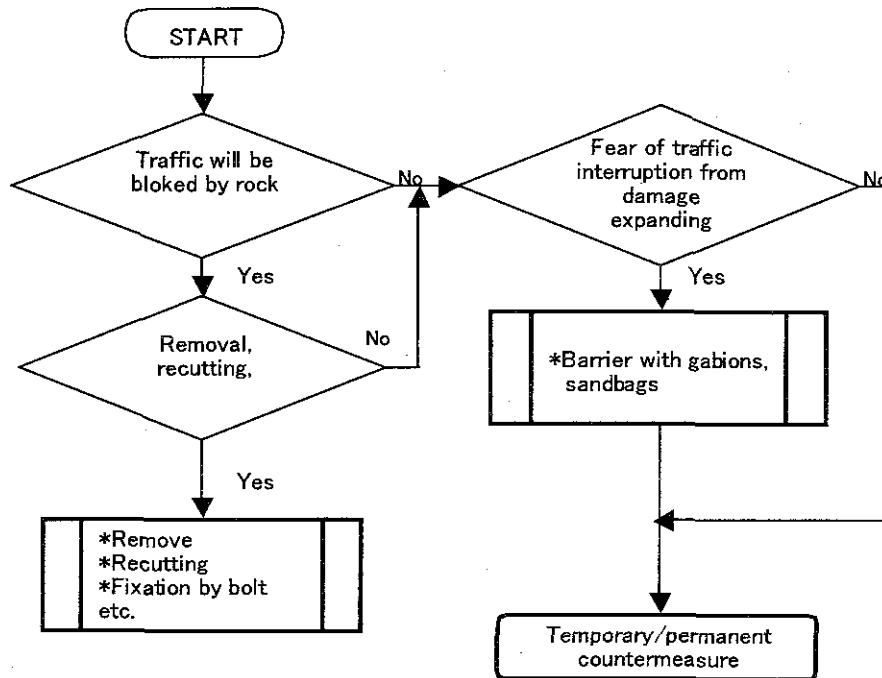 START
Traffic will be
bloked by rock
No
Yes
Removal,
recutting,
No
Yes
*Remove
*Recutting
*Fixation by bolt
etc.
Fear of traffic
interruption from
damage
expanding
No
Yes
*Barrier with gabions,
sandbags
Temporary/permanent
countermeasure